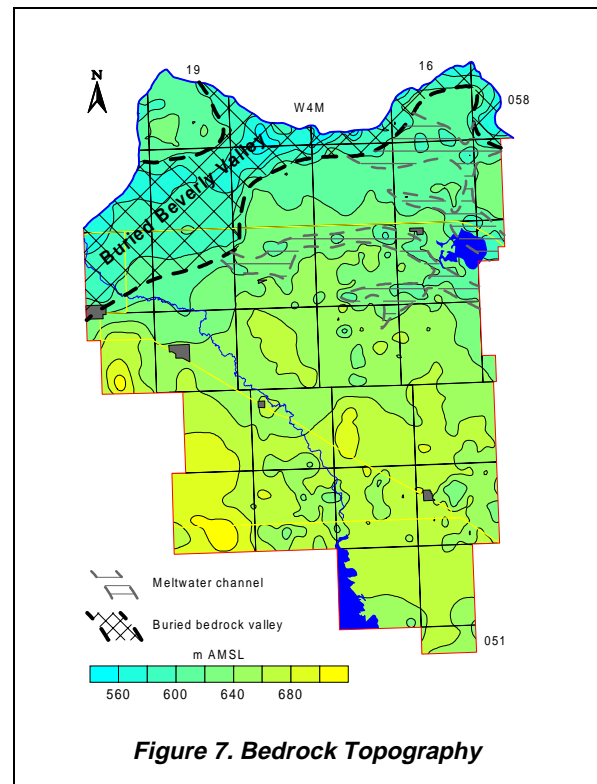 19
16
N
W4M
058
Buried Beverly Valley
Meltwater channel
Buried bedrock valley
051
m AMSL
560 600 640 680
Figure 7. Bedrock Topography